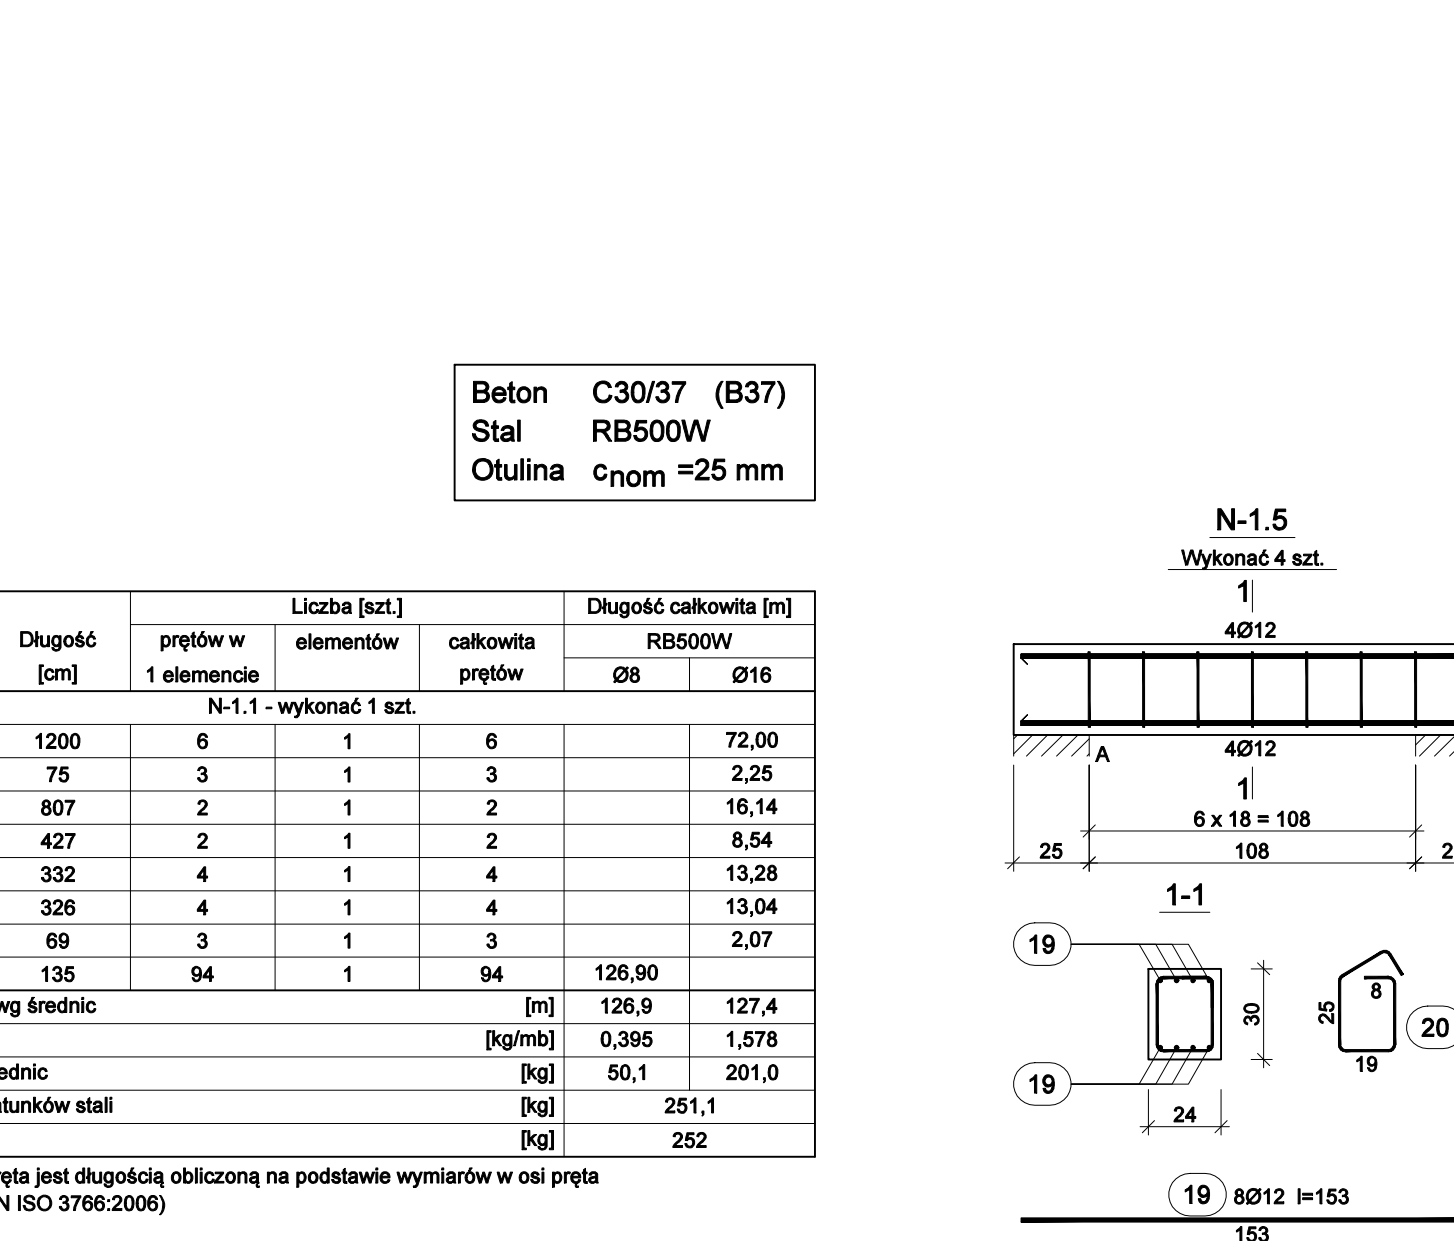 Beton C30/37 (B37)
Stal RB500W
Otulina cnom =25 mm
Liczba [szt.] Długość całkowita [m]
Długość prętów w elementów całkowita RB500W
[cm] 1 elemencie prętów Ø8 Ø16
N-1.1 - wykonać 1 szt.
1200 6 1 6 72,00
75 3 1 3 2,25
807 2 1 2 16,14
427 2 1 2 8,54
332 4 1 4 13,28
326 4 1 4 13,04
69 3 1 3 2,07
135 94 1 94 126,90
wg średnic [m] 126,9 127,4
[kg/mb] 0,395 1,578
ednic [kg] 50,1 201,0
atunków stali [kg] 251,1
[kg] 252
ręta jest długością obliczoną na podstawie wymiarów w osi pręta
N ISO 3766:2006)
N-1.5
Wykonać 4 szt.
1
4Ø12
4Ø12
A
1
6 x 18 = 108
25 108 2
1-1
19
30
25 8
20
19
19
24
19 8Ø12 l=153
153